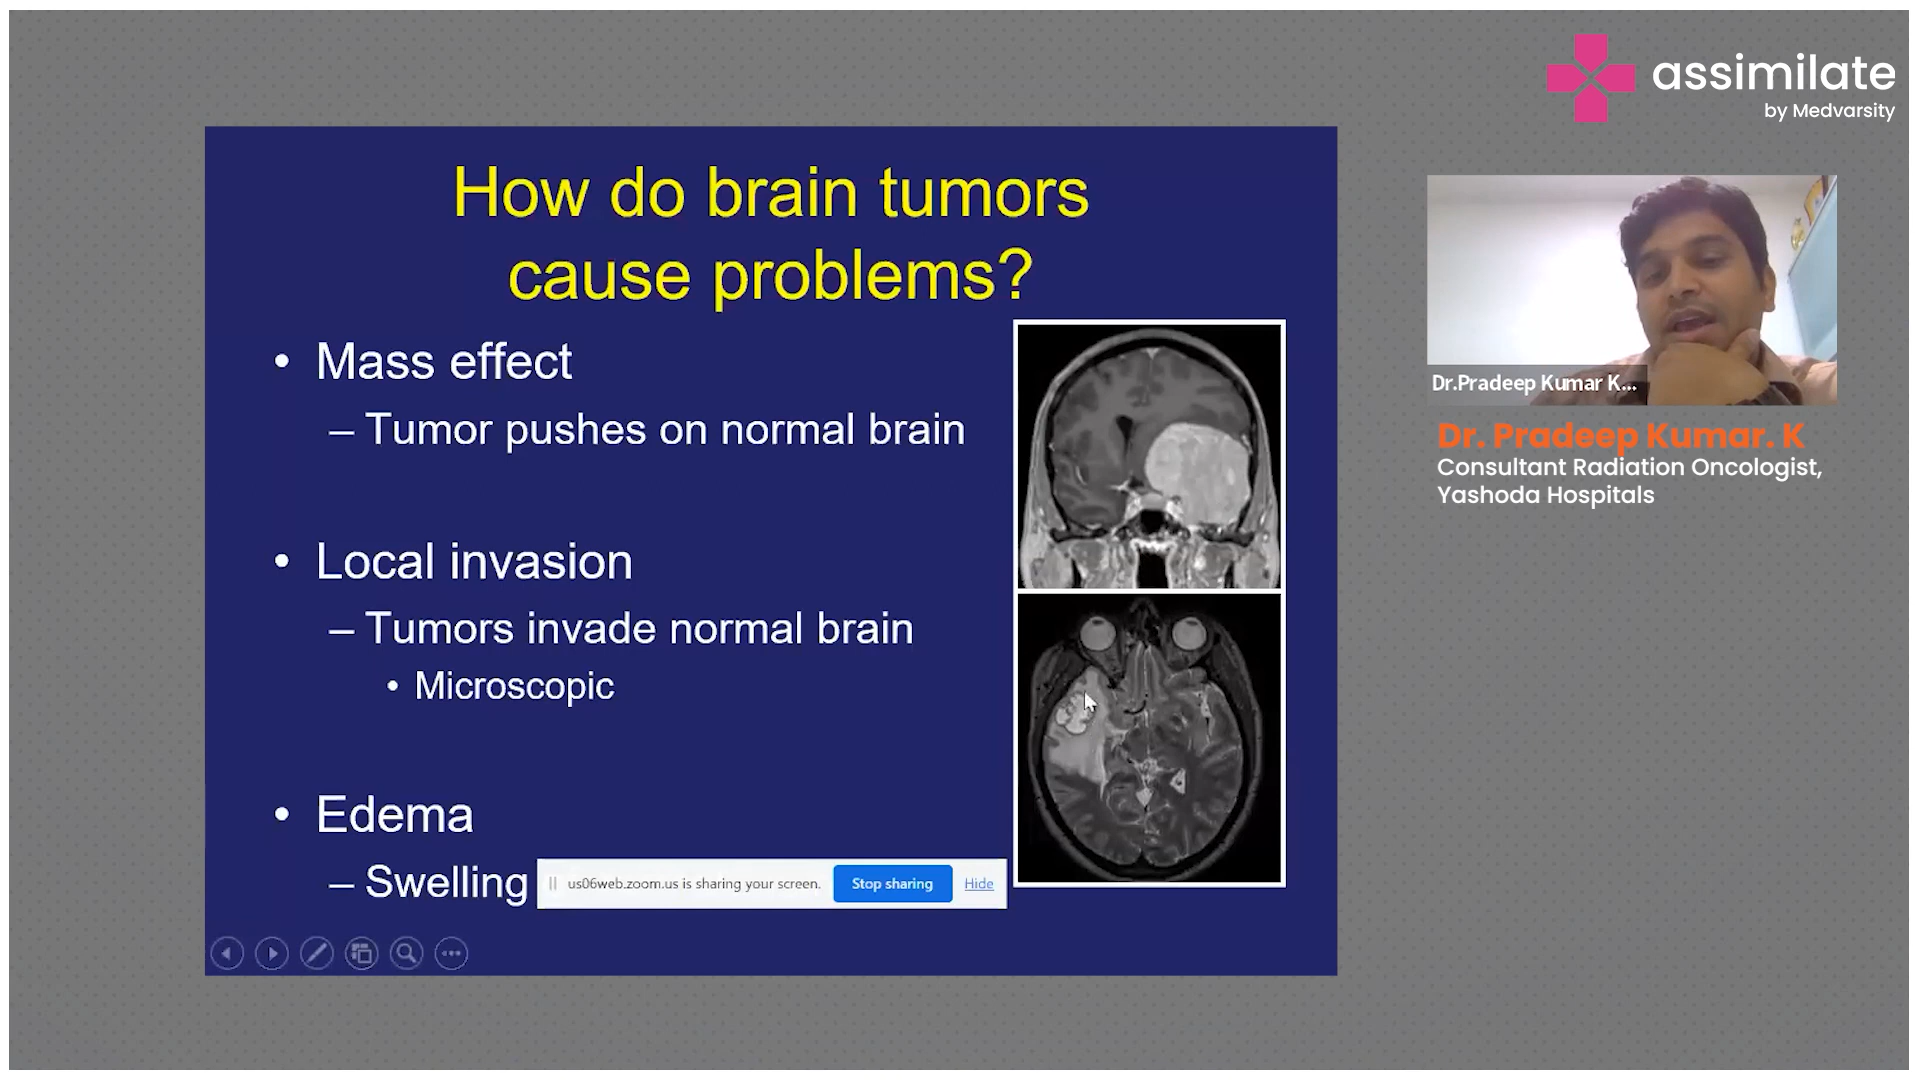 assimilate
by Medvarsity
How do brain tumors
cause problems?
• Mass effect
– Tumor pushes on normal brain
• Local invasion
– Tumors invade normal brain
• Microscopic
• Edema
– Swelling
us06web.zoom.us is sharing your screen.
Stop sharing
Hide
Dr.Pradeep Kumar K...
Dr. Pradeep Kumar. K
Consultant Radiation Oncologist,
Yashoda Hospitals